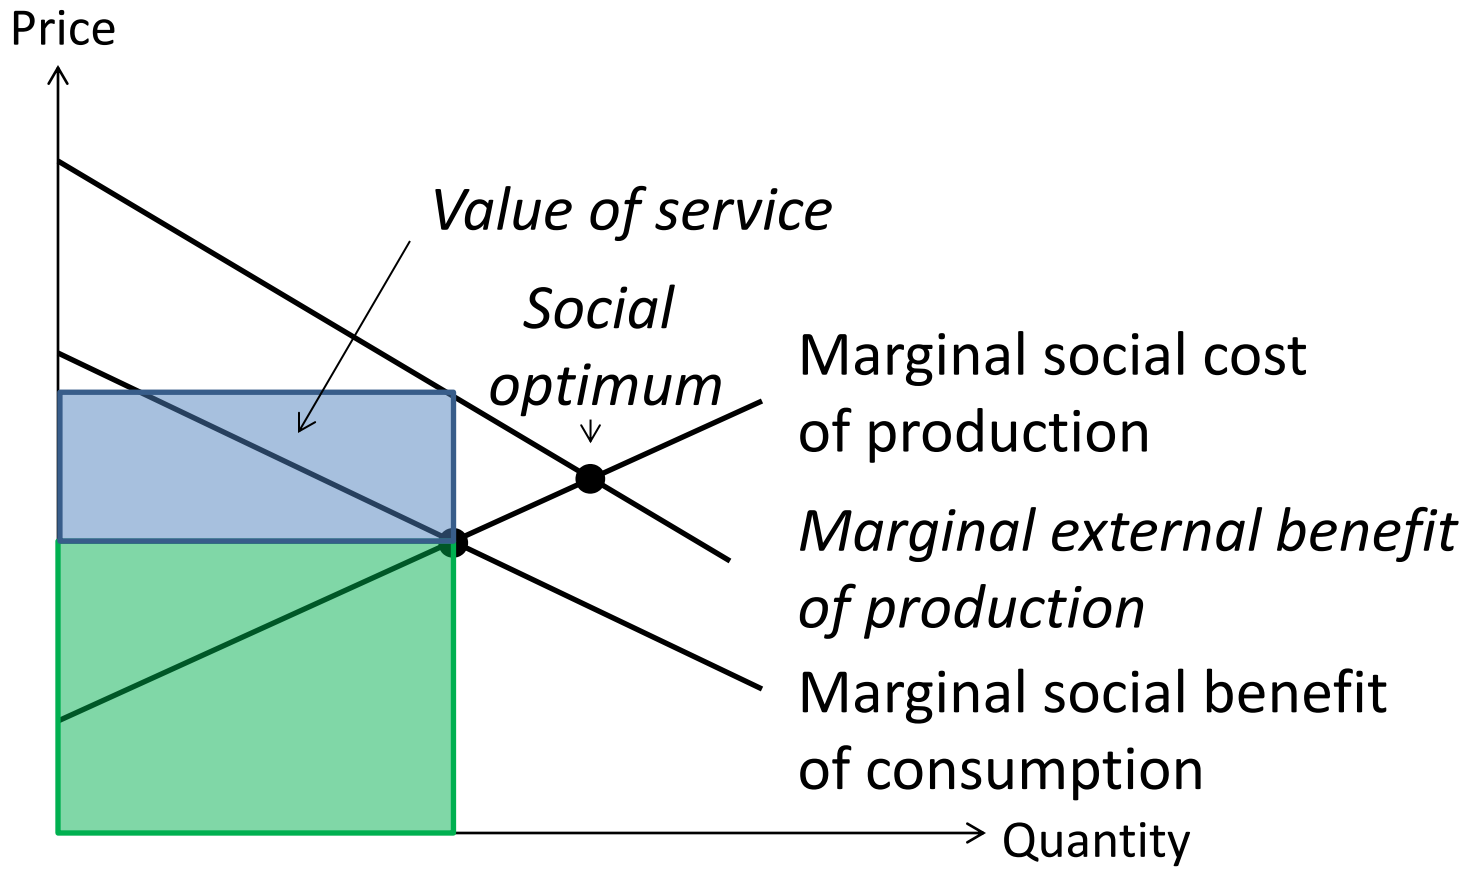 Price
Value of service
Social
optimum
Marginal social cost
of production
Marginal external benefit
of production
Marginal social benefit
of consumption
Quantity